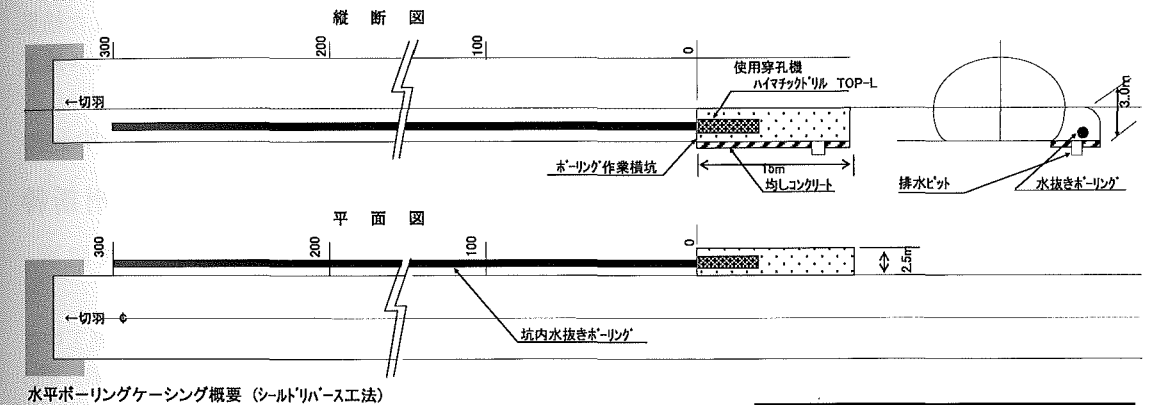 縦 断 図
300
200
100
0
使用穿孔機
ハイマチックドリル TOP-L
←切羽
3.0m
ボーリング作業横坑
15m
均しコンクリート
排水ピット
水抜きボーリング
平 面 図
300
200
100
0
2.5m
←切羽
坑内水抜きボーリング
水平ボーリングケーシング概要 (シールドリバース工法)